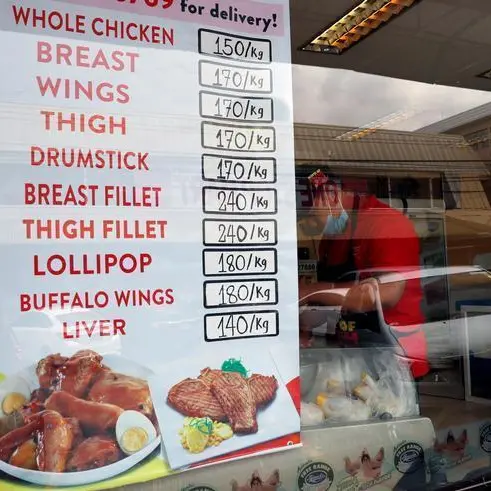 for delivery!
WHOLE CHICKEN 150/Kg
BREAST 170/Kg
WINGS 170/Kg
THIGH 170/Kg
DRUMSTICK 170/Kg
BREAST FILLET 240/Kg
THIGH FILLET 240/Kg
LOLLIPOP 180/Kg
BUFFALO WINGS 180/Kg
LIVER 140/Kg